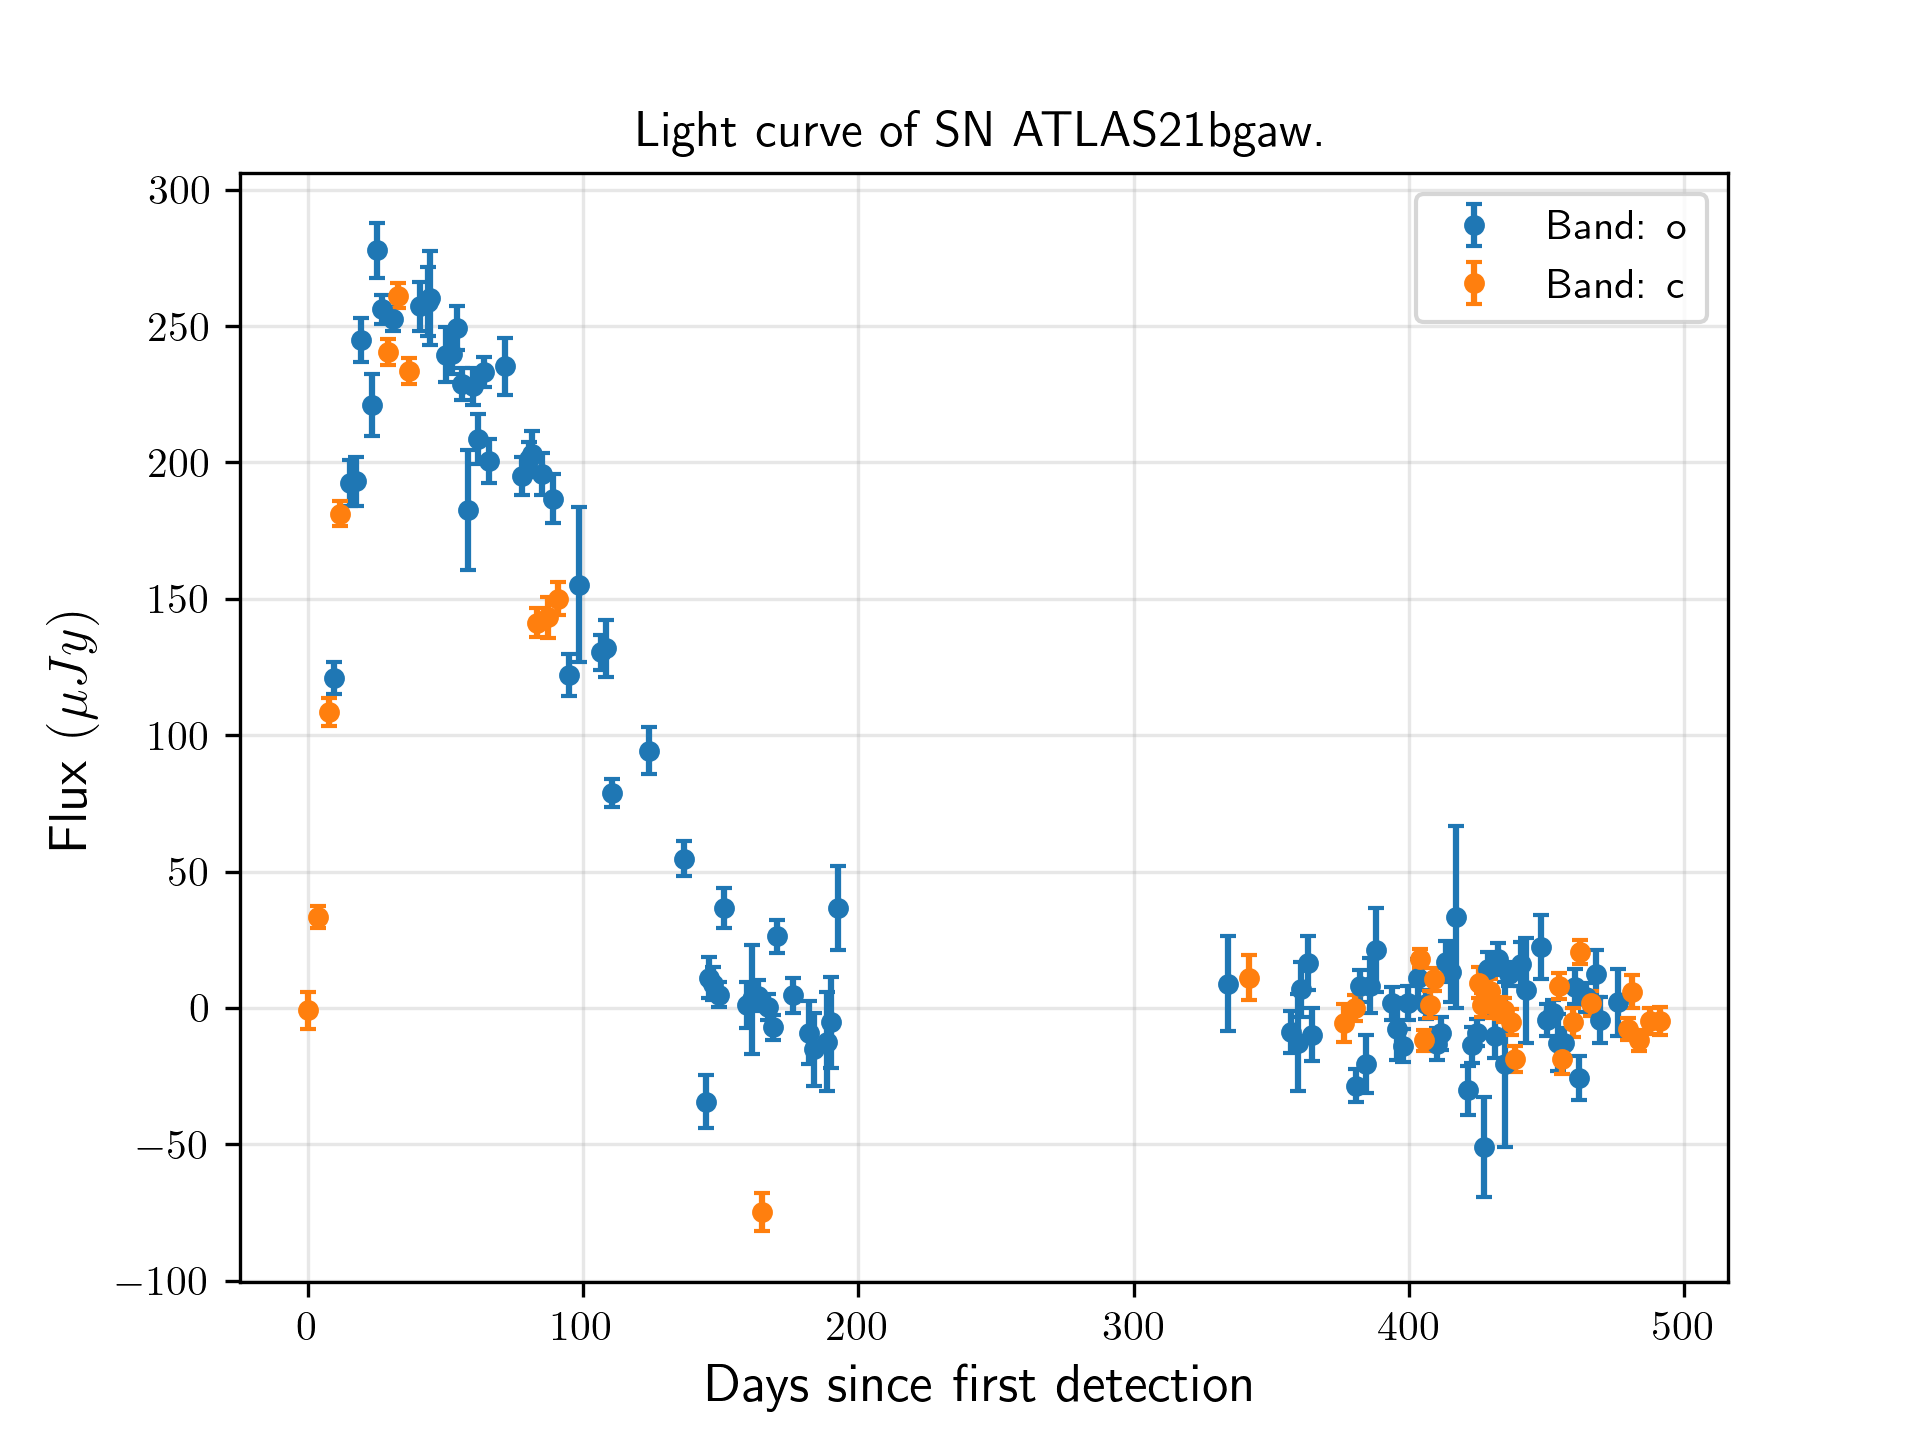 Light curve of SN ATLAS21bgaw.
300
250
200
150
100
50
0
−50
−100
Flux (μJy)
Band: o
Band: c
0 100 200 300 400 500
Days since first detection